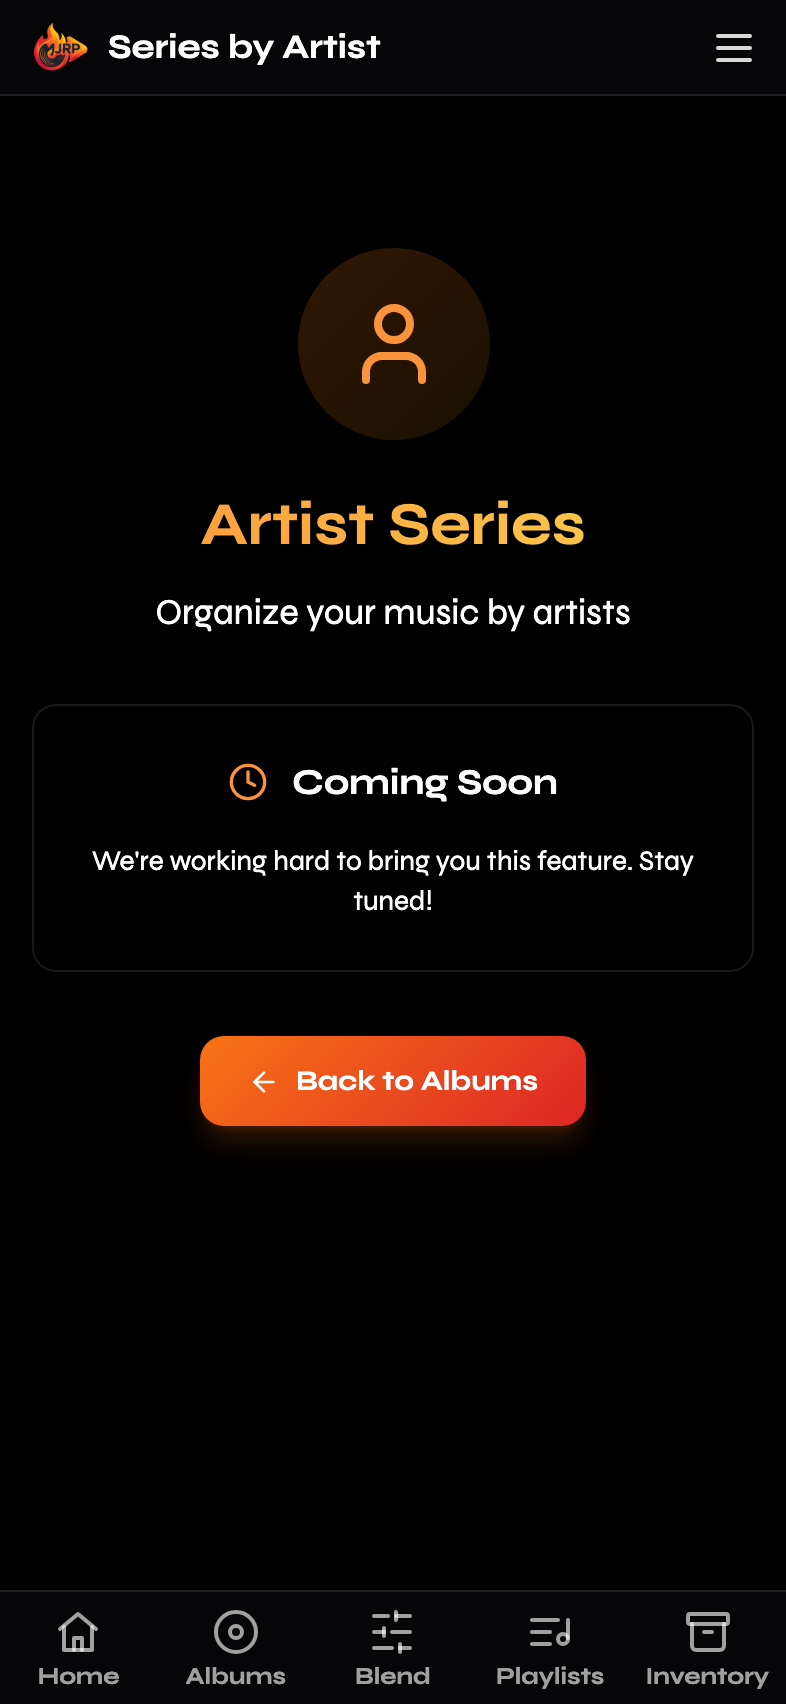 MJRP
Series by Artist
Artist Series
Organize your music by artists
Coming Soon
We're working hard to bring you this feature. Stay
tuned!
Back to Albums
Home
Albums
Blend
Playlists
Inventory